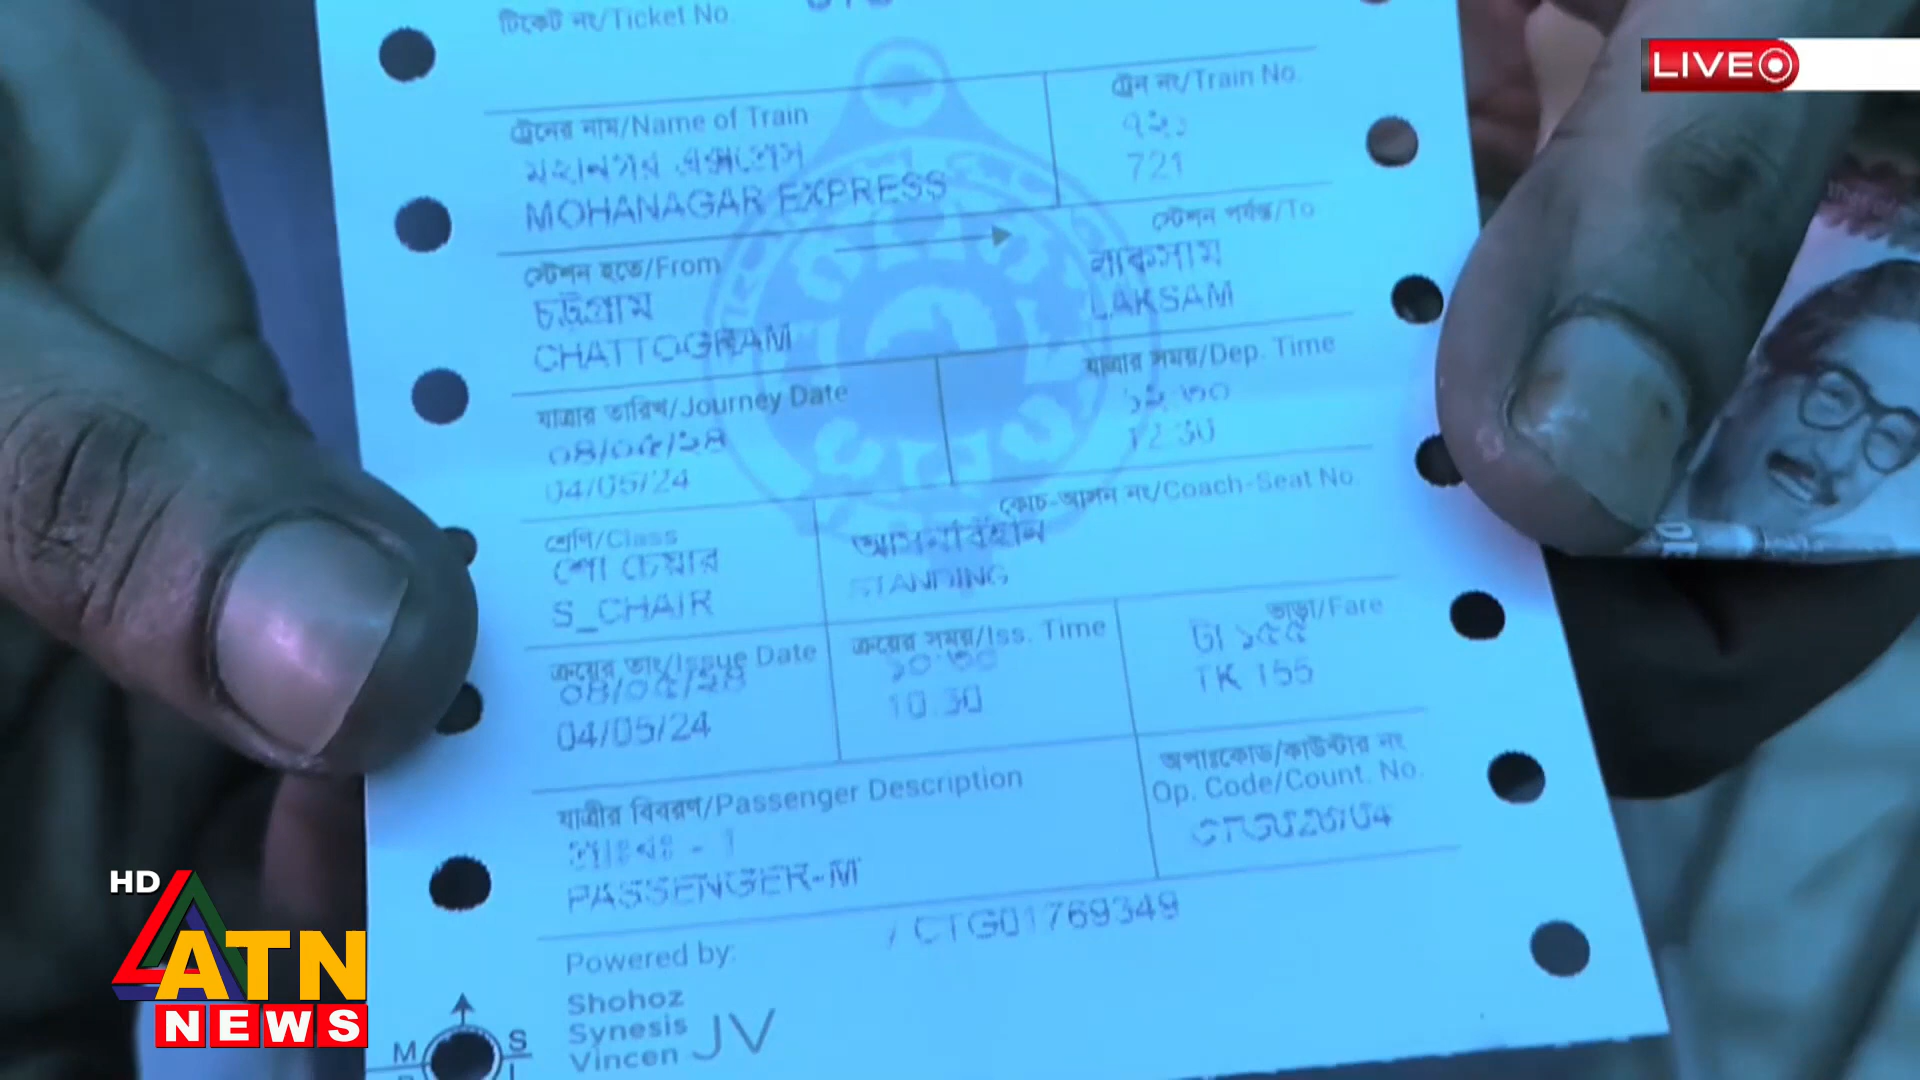 টিকেট নং/Ticket No.
LIVE
ট্রেনের নাম/Name of Train
ট্রেন নং/Train No.
মহানগর এক্সপ্রেস
৭২১
MOHANAGAR EXPRESS
721
স্টেশন হতে/From
স্টেশন পর্যন্ত/To
চট্টগ্রাম
লাকসাম
CHATTOGRAM
LAKSAM
যাত্রার তারিখ/Journey Date
যাত্রার সময়/Dep. Time
০৪/০৫/২৪
১২:৩০
04/05/24
12:30
শ্রেণি/Class
কোচ-আসন নং/Coach-Seat No.
শো চেয়ার
আসনবিহীন
S_CHAIR
STANDING
ক্রয়ের তাং/Issue Date
ক্রয়ের সময়/Iss. Time
ভাড়া/Fare
০৪/০৫/২৪
১০:৩০
টা ১৫৫
04/05/24
10:30
TK 155
যাত্রীর বিবরণ/Passenger Description
অপাঃকোড/কাউন্টার নং
Op. Code/Count. No.
PASSENGER-M
/ CTG01769349
Powered by:
Shohoz
Synesis
Vincen JV
M S
HD
ATN
NEWS